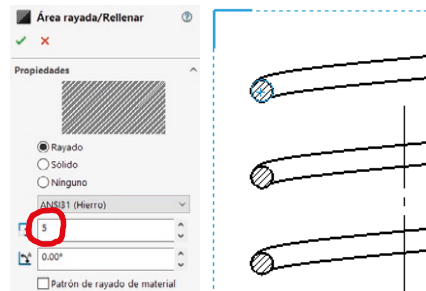 Área rayada/Rellenar
Propiedades
Rayado
Sólido
Ninguno
ANSI31 (Hierro)
5
0.00°
Patrón de rayado de material